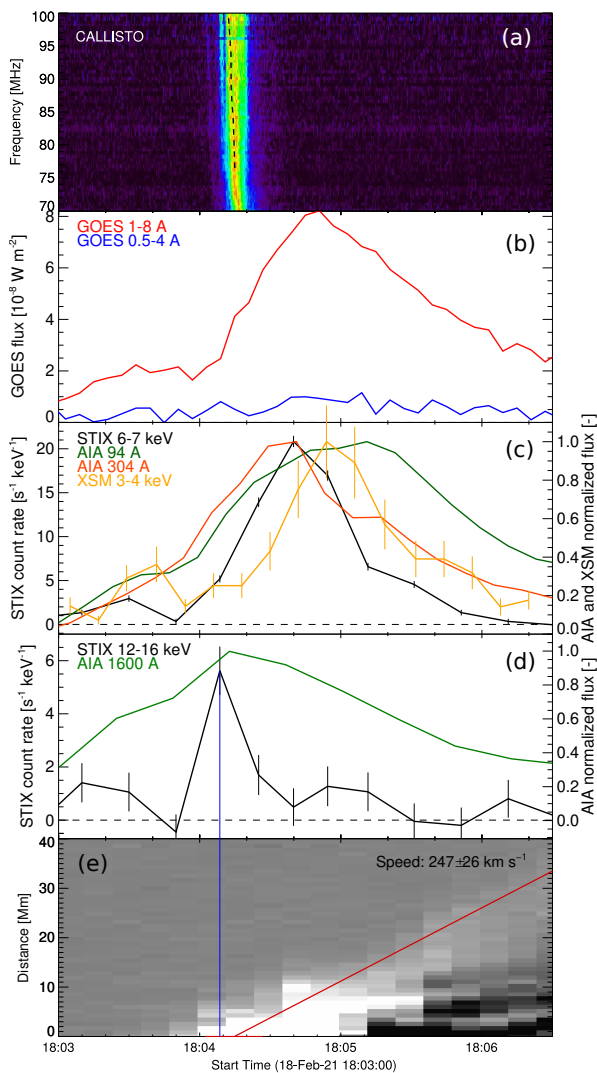 CALLISTO
(a)
100
95
90
85
80
75
70
Frequency [MHz]
GOES 1-8 A
GOES 0.5-4 A
(b)
8
6
4
2
0
GOES flux [10⁻⁸ W m⁻²]
STIX 6-7 keV
AIA 94 A
AIA 304 A
XSM 3-4 keV
(c)
20
15
10
5
0
STIX count rate [s⁻¹ keV⁻¹]
1.0
0.8
0.6
0.4
0.2
0.0
AIA and XSM normalized flux [-]
STIX 12-16 keV
AIA 1600 A
(d)
6
4
2
0
STIX count rate [s⁻¹ keV⁻¹]
1.0
0.8
0.6
0.4
0.2
0.0
AIA normalized flux [-]
(e)
Speed: 247±26 km s⁻¹
40
30
20
10
0
Distance [Mm]
18:03
18:04
18:05
18:06
Start Time (18-Feb-21 18:03:00)